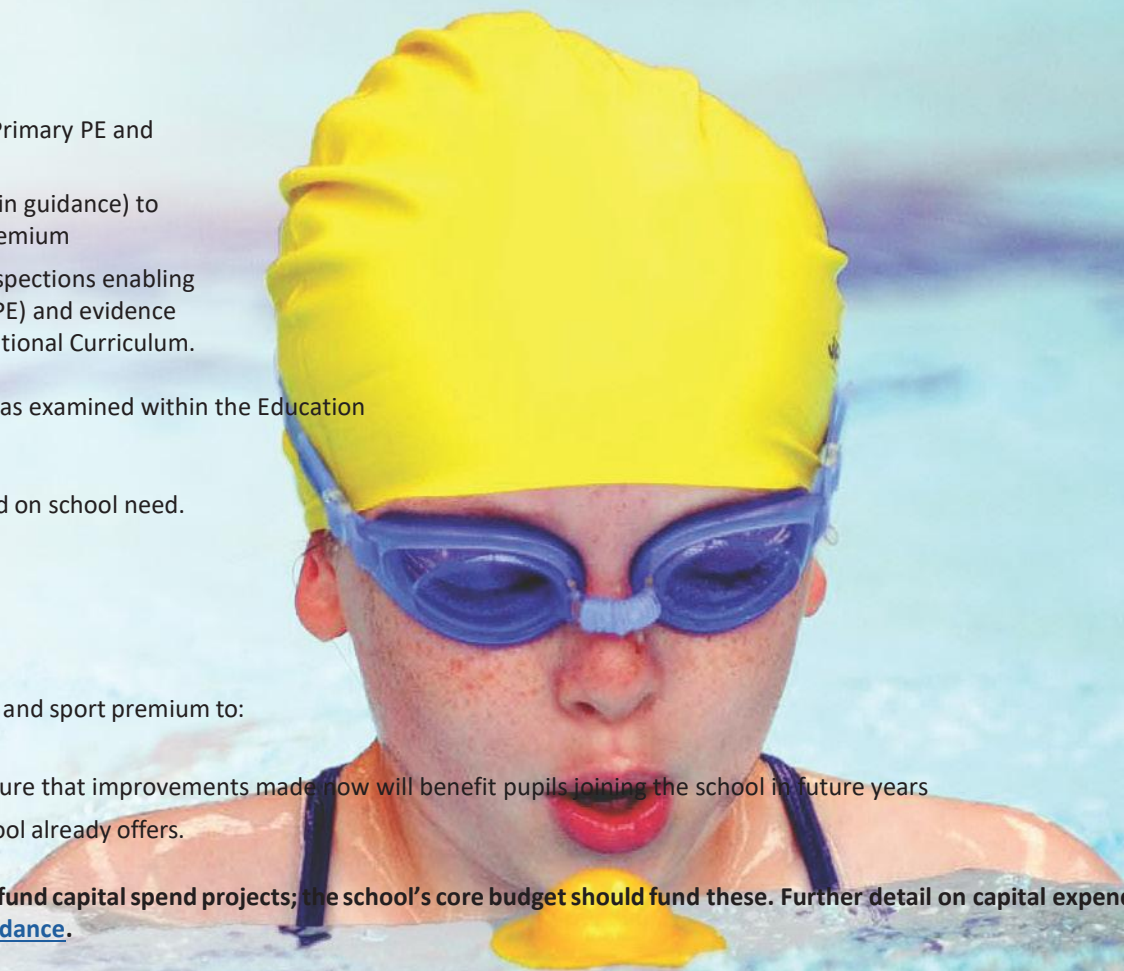 Primary PE and
in guidance) to
emium
spections enabling
PE) and evidence
tional Curriculum.
as examined within the Education
d on school need.
and sport premium to:
ure that improvements made now will benefit pupils joining the school in future years
ool already offers.
fund capital spend projects; the school’s core budget should fund these. Further detail on capital expend
dance.